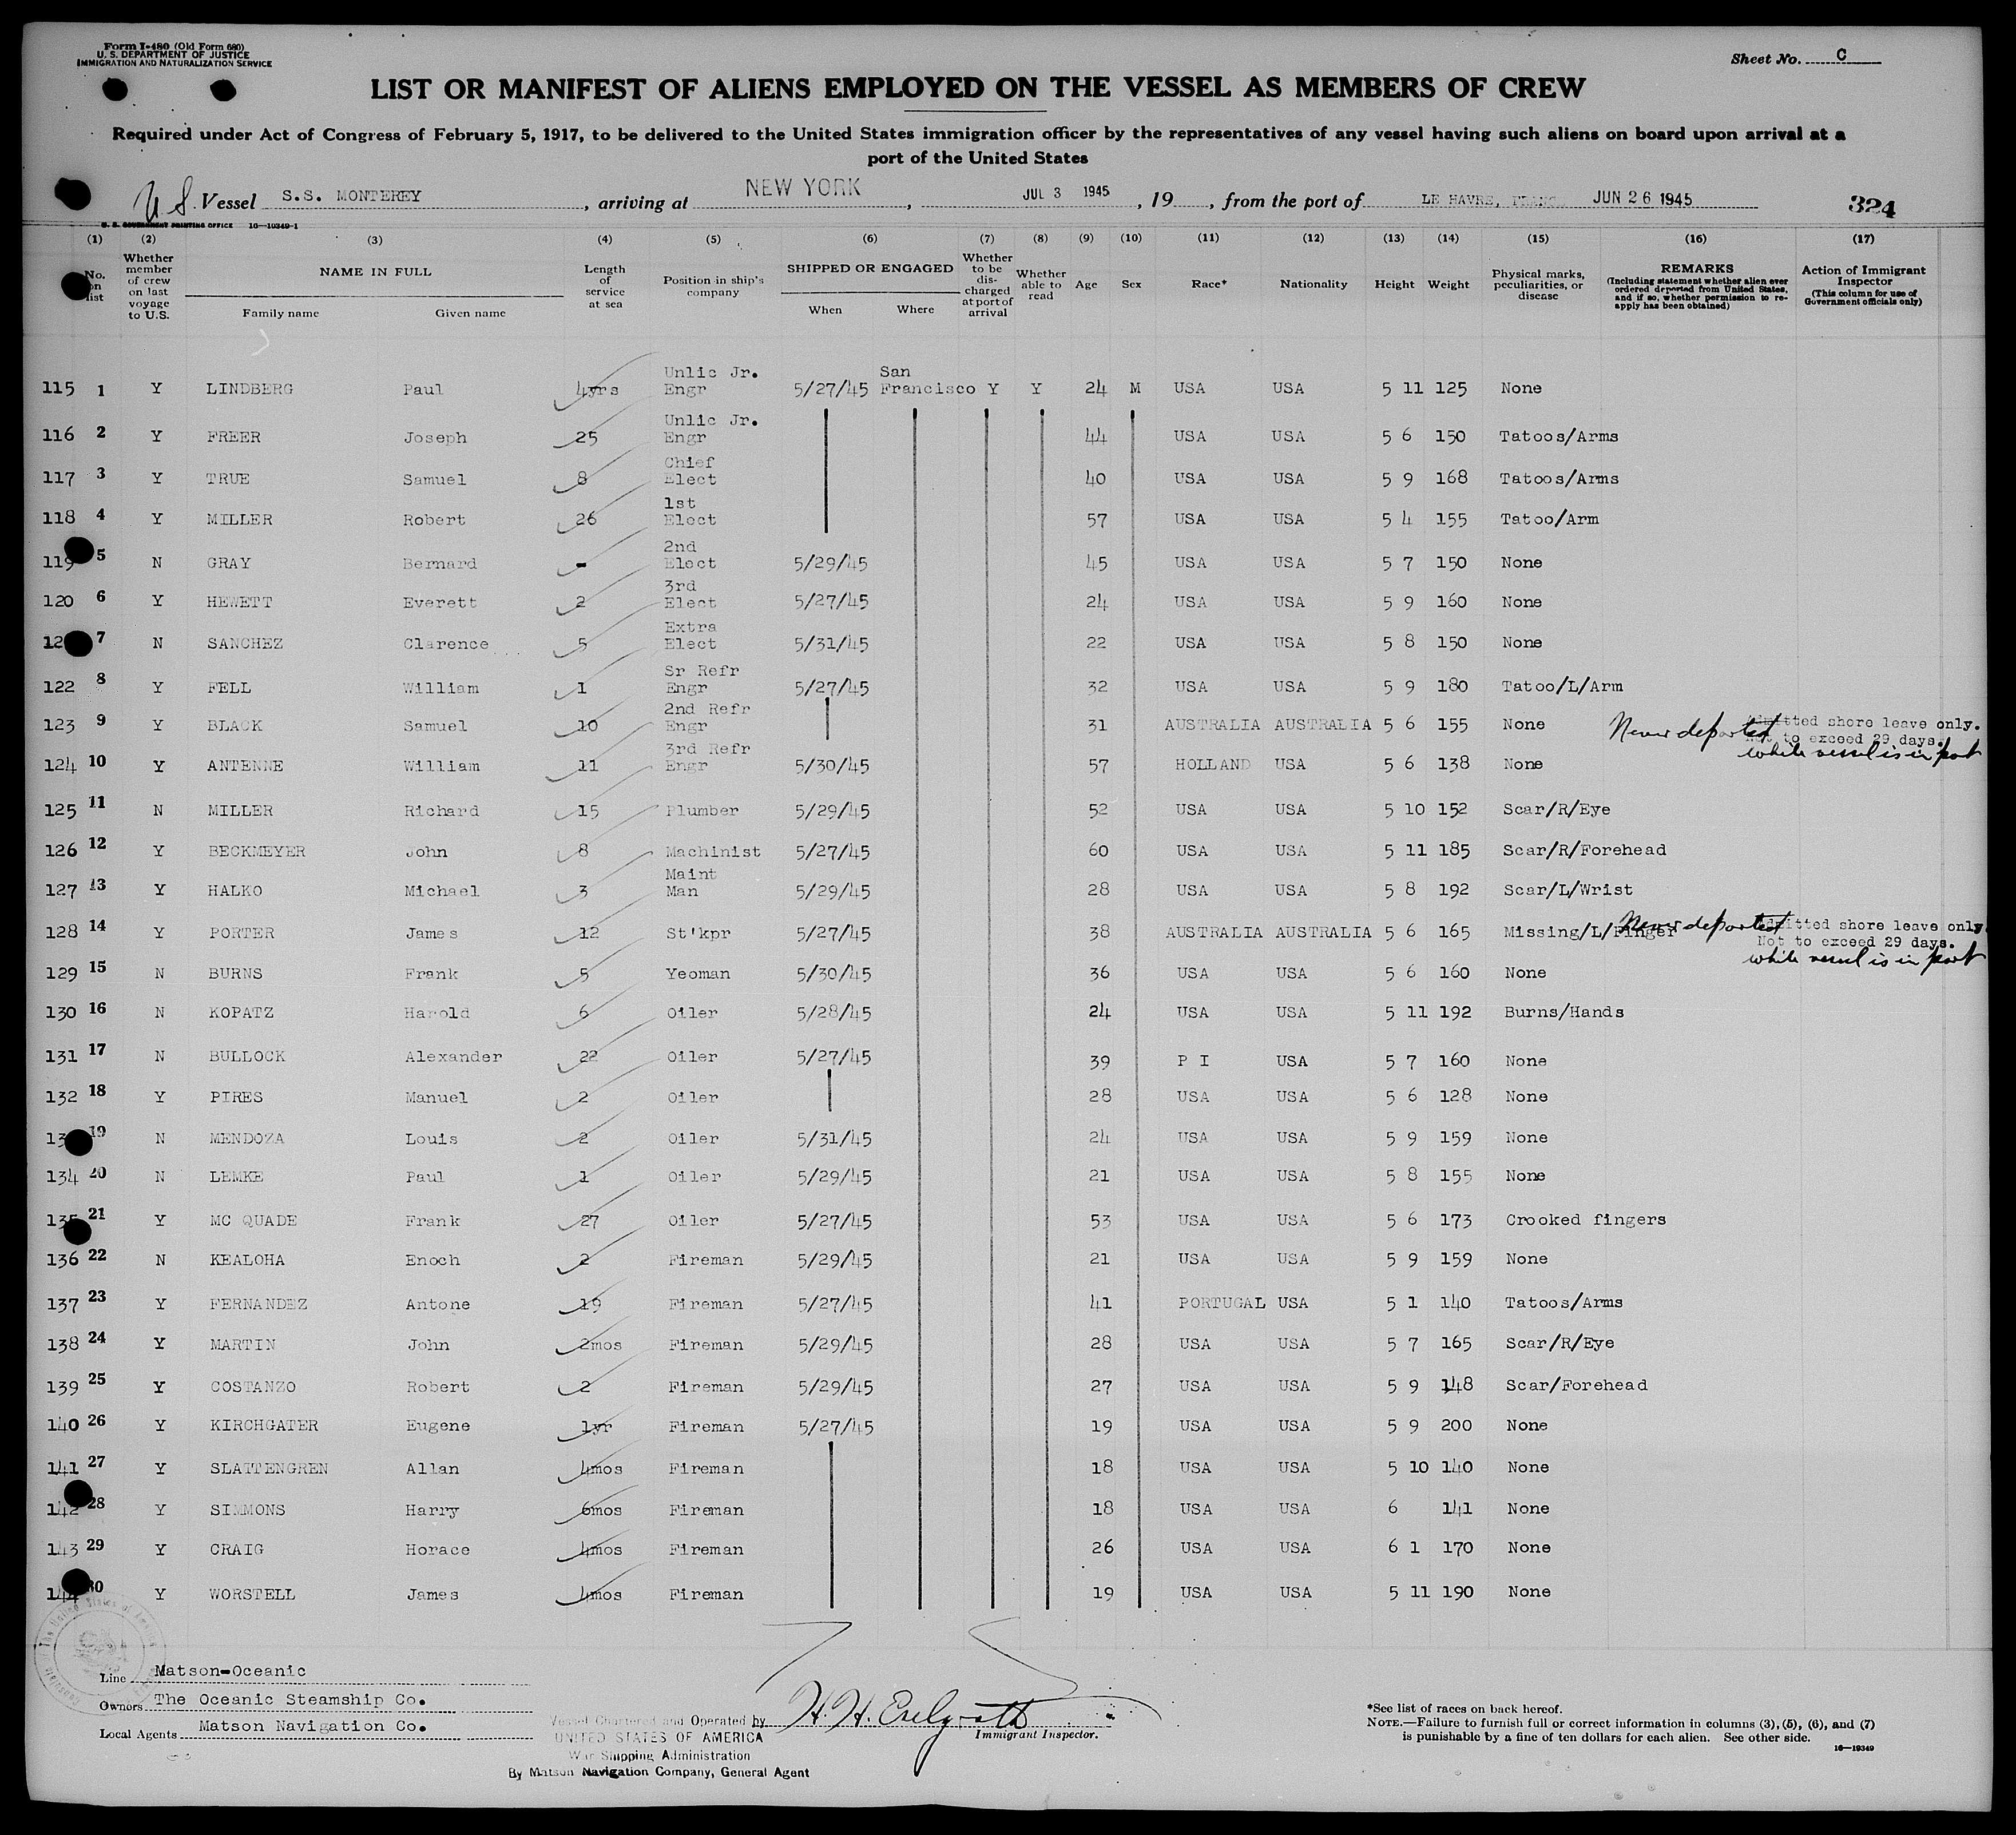 Form I-480 (Old Form 680)
U. S. DEPARTMENT OF JUSTICE
IMMIGRATION AND NATURALIZATION SERVICE
Sheet No. C
LIST OR MANIFEST OF ALIENS EMPLOYED ON THE VESSEL AS MEMBERS OF CREW
Required under Act of Congress of February 5, 1917, to be delivered to the United States immigration officer by the representatives of any vessel having such aliens on board upon arrival at a
port of the United States
U.S. Vessel S.S. MONTEREY, arriving at NEW YORK, JUL 3 1945, 19, from the port of LE HAVRE, JUN 26 1945
324
U. S. GOVERNMENT PRINTING OFFICE 16—19349-1
(1) (2) (3) (4) (5) (6) (7) (8) (9) (10) (11) (12) (13) (14) (15) (16) (17)
No. on list
Whether member of crew on last voyage to U.S.
NAME IN FULL
Family name Given name
Length of service at sea
Position in ship's company
SHIPPED OR ENGAGED
When Where
Whether to be discharged at port of arrival
Whether able to read
Age
Sex
Race*
Nationality
Height
Weight
Physical marks, peculiarities, or disease
REMARKS
(Including statement whether alien ever ordered deported from United States, and if so, whether permission to re-apply has been obtained)
Action of Immigrant Inspector
(This column for use of Government officials only)
115 1 Y LINDBERG Paul 4yrs Unlic Jr. Engr 5/27/45 San Francisco Y Y 24 M USA USA 5 11 125 None
116 2 Y FREER Joseph 25 Unlic Jr. Engr 44 USA USA 5 6 150 Tatoos/Arms
117 3 Y TRUE Samuel 8 Chief Elect 40 USA USA 5 9 168 Tatoos/Arms
118 4 Y MILLER Robert 26 1st Elect 57 USA USA 5 4 155 Tatoo/Arm
119 5 N GRAY Bernard - 2nd Elect 5/29/45 45 USA USA 5 7 150 None
120 6 Y HEWETT Everett 2 3rd Elect 5/27/45 24 USA USA 5 9 160 None
12 7 N SANCHEZ Clarence 5 Extra Elect 5/31/45 22 USA USA 5 8 150 None
122 8 Y FELL William 1 Sr Refr Engr 5/27/45 32 USA USA 5 9 180 Tatoo/L/Arm
123 9 Y BLACK Samuel 10 2nd Refr Engr 31 AUSTRALIA AUSTRALIA 5 6 155 None Never deported Admitted shore leave only. Not to exceed 29 days. while vessel is in port
124 10 Y ANTENNE William 11 3rd Refr Engr 5/30/45 57 HOLLAND USA 5 6 138 None
125 11 N MILLER Richard 15 Plumber 5/29/45 52 USA USA 5 10 152 Scar/R/Eye
126 12 Y BECKMEYER John 8 Machinist 5/27/45 60 USA USA 5 11 185 Scar/R/Forehead
127 13 Y HALKO Michael 3 Maint Man 5/29/45 28 USA USA 5 8 192 Scar/L/Wrist
128 14 Y PORTER James 12 St'kpr 5/27/45 38 AUSTRALIA AUSTRALIA 5 6 165 Missing/L/Finger Never deported Admitted shore leave only. Not to exceed 29 days. while vessel is in port
129 15 N BURNS Frank 5 Yeoman 5/30/45 36 USA USA 5 6 160 None
130 16 N KOPATZ Harold 6 Oiler 5/28/45 24 USA USA 5 11 192 Burns/Hands
131 17 N BULLOCK Alexander 22 Oiler 5/27/45 39 P I USA 5 7 160 None
132 18 Y PIRES Manuel 2 Oiler 28 USA USA 5 6 128 None
13 19 N MENDOZA Louis 2 Oiler 5/31/45 24 USA USA 5 9 159 None
134 20 N LEMKE Paul 1 Oiler 5/29/45 21 USA USA 5 8 155 None
135 21 Y MC QUADE Frank 27 Oiler 5/27/45 53 USA USA 5 6 173 Crooked fingers
136 22 N KEALOHA Enoch 2 Fireman 5/29/45 21 USA USA 5 9 159 None
137 23 Y FERNANDEZ Antone 19 Fireman 5/27/45 41 PORTUGAL USA 5 1 140 Tatoos/Arms
138 24 Y MARTIN John 2mos Fireman 5/29/45 28 USA USA 5 7 165 Scar/R/Eye
139 25 Y COSTANZO Robert 2 Fireman 5/29/45 27 USA USA 5 9 148 Scar/Forehead
140 26 Y KIRCHGATER Eugene 1yr Fireman 5/27/45 19 USA USA 5 9 200 None
141 27 Y SLATTENGREN Allan 4mos Fireman 18 USA USA 5 10 140 None
142 28 Y SIMMONS Harry 6mos Fireman 18 USA USA 6 141 None
143 29 Y CRAIG Horace 4mos Fireman 26 USA USA 6 1 170 None
144 30 Y WORSTELL James 4mos Fireman 19 USA USA 5 11 190 None
Line Matson-Oceanic
Owners The Oceanic Steamship Co.
Local Agents Matson Navigation Co.
Vessel Chartered and Operated by
UNITED STATES OF AMERICA
War Shipping Administration
By Matson Navigation Company, General Agent
H. H.
Immigrant Inspector.
*See list of races on back hereof.
NOTE.—Failure to furnish full or correct information in columns (3), (5), (6), and (7)
is punishable by a fine of ten dollars for each alien. See other side.
16—19349